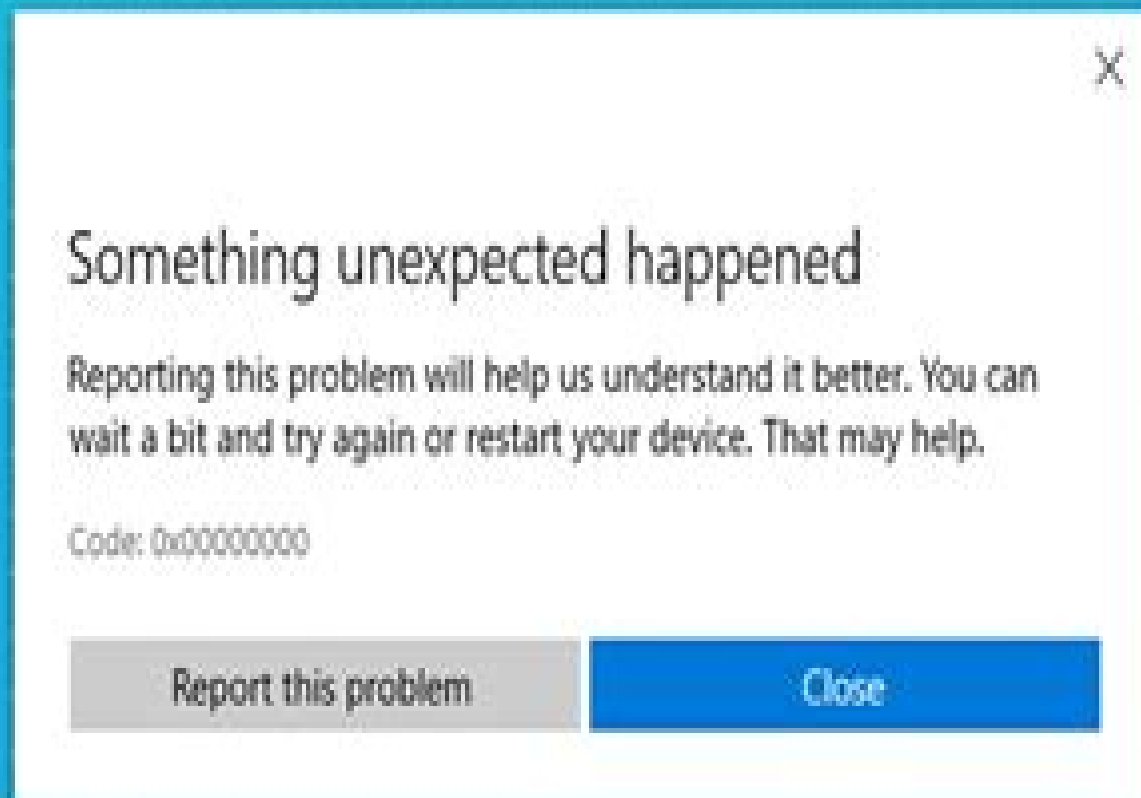 X
Something unexpected happened
Reporting this problem will help us understand it better. You can
wait a bit and try again or restart your device. That may help.
Code: 0x00000000
Report this problem
Close